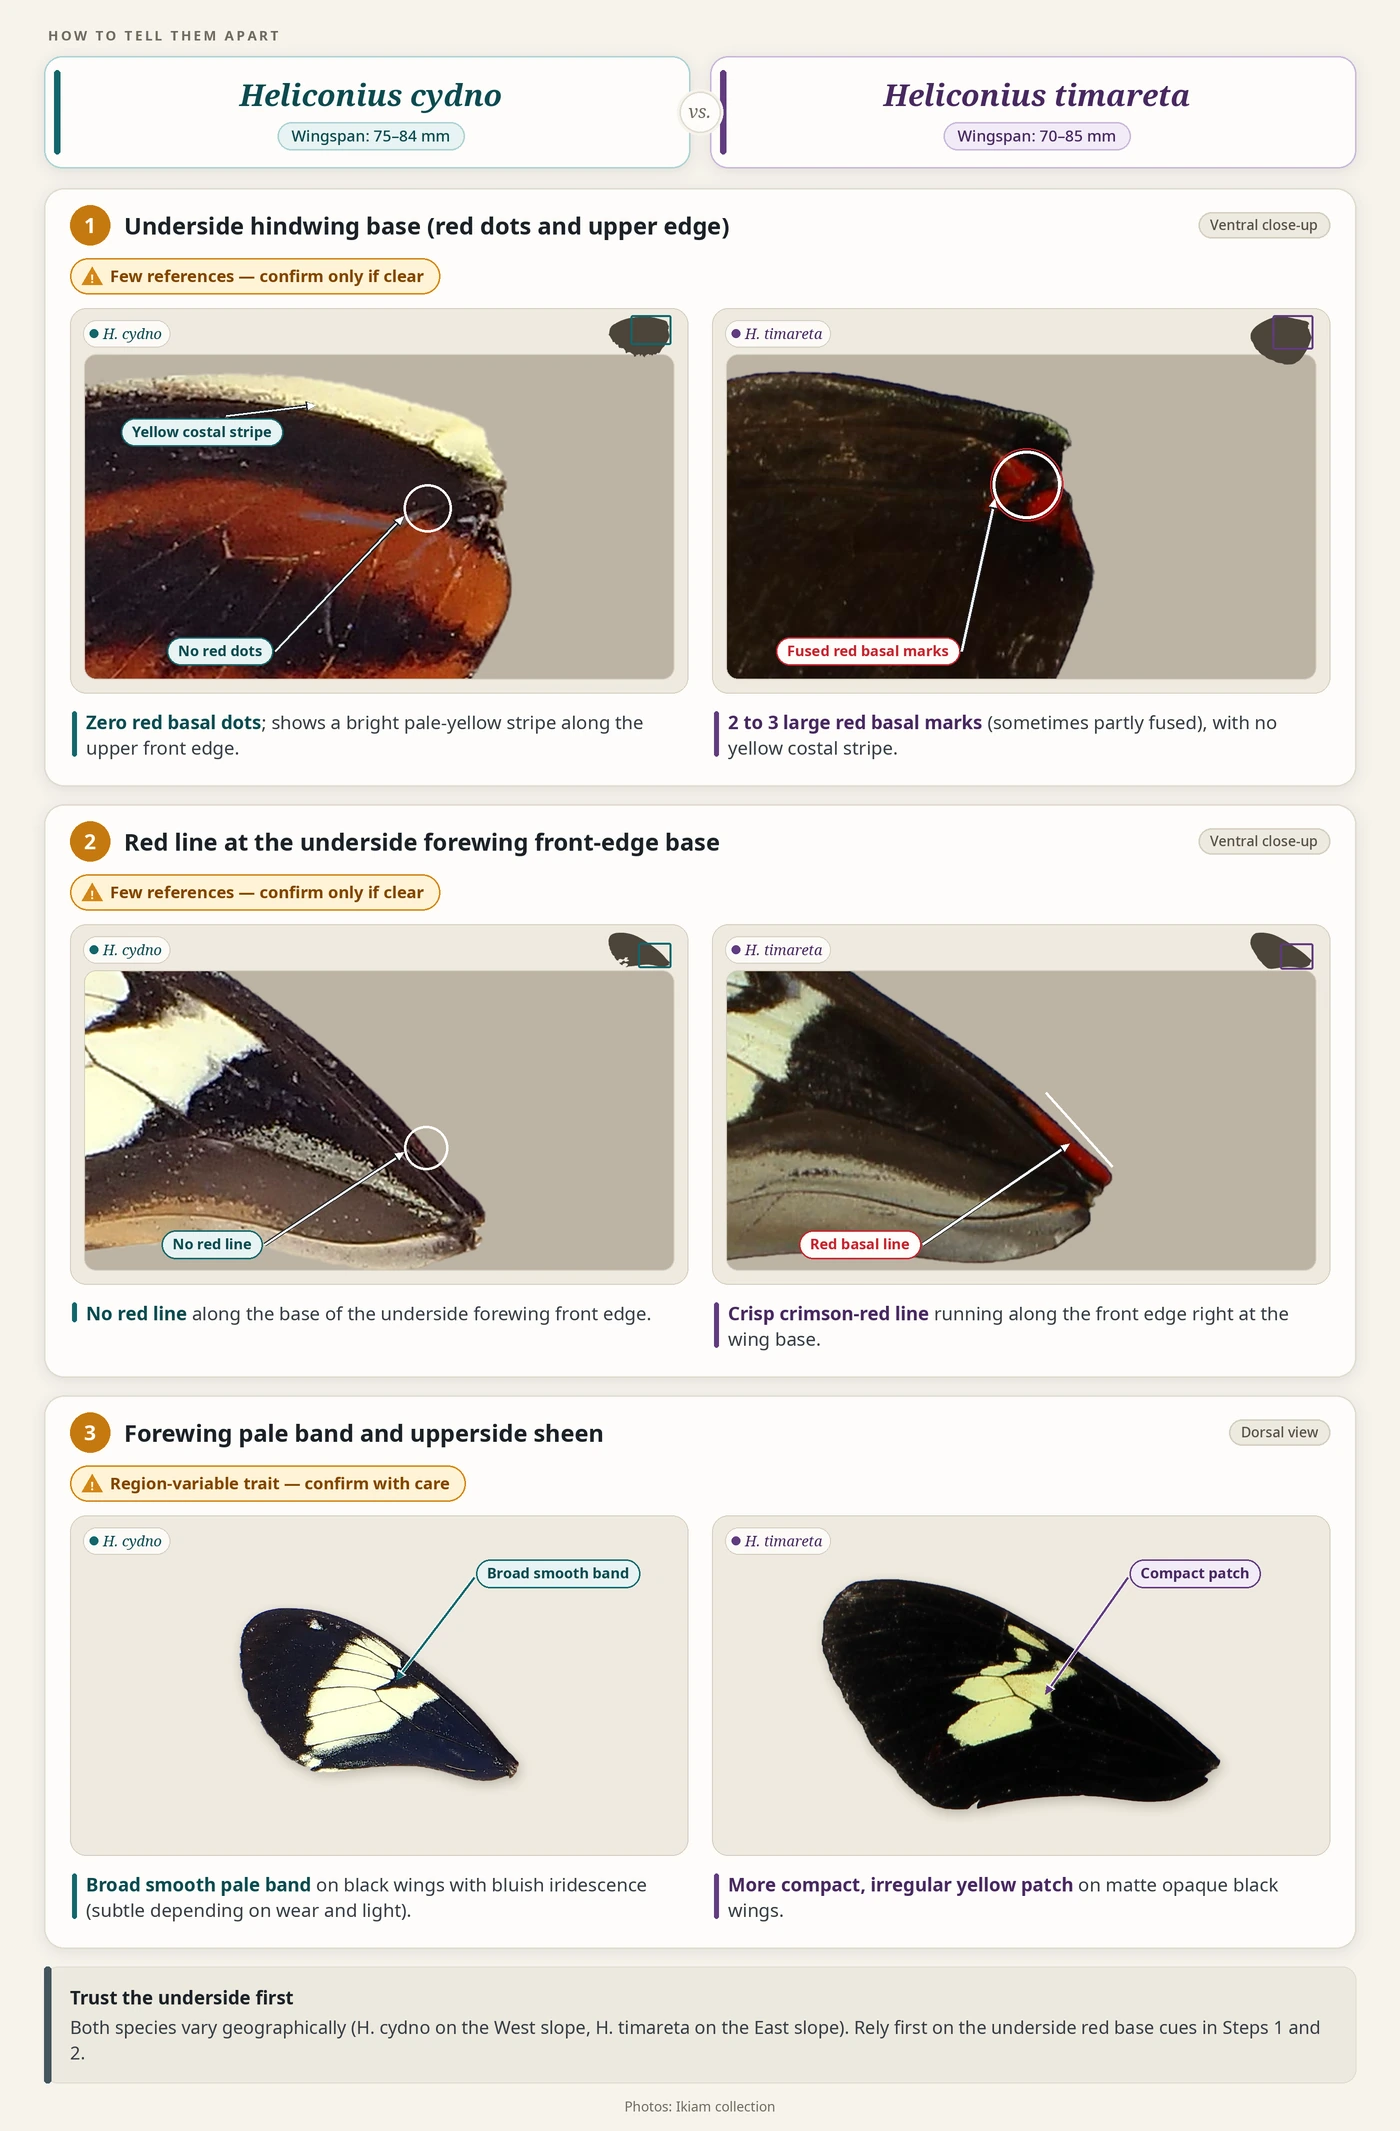 HOW TO TELL THEM APART
Heliconius cydno
Wingspan: 75–84 mm
vs.
Heliconius timareta
Wingspan: 70–85 mm
1 Underside hindwing base (red dots and upper edge)
Ventral close-up
Few references — confirm only if clear
H. cydno
Yellow costal stripe
No red dots
H. timareta
Fused red basal marks
Zero red basal dots; shows a bright pale-yellow stripe along the
upper front edge.
2 to 3 large red basal marks (sometimes partly fused), with no
yellow costal stripe.
2 Red line at the underside forewing front-edge base
Ventral close-up
Few references — confirm only if clear
H. cydno
No red line
H. timareta
Red basal line
No red line along the base of the underside forewing front edge.
Crisp crimson-red line running along the front edge right at the
wing base.
3 Forewing pale band and upperside sheen
Dorsal view
Region-variable trait — confirm with care
H. cydno
Broad smooth band
H. timareta
Compact patch
Broad smooth pale band on black wings with bluish iridescence
(subtle depending on wear and light).
More compact, irregular yellow patch on matte opaque black
wings.
Trust the underside first
Both species vary geographically (H. cydno on the West slope, H. timareta on the East slope). Rely first on the underside red base cues in Steps 1 and
2.
Photos: Ikiam collection